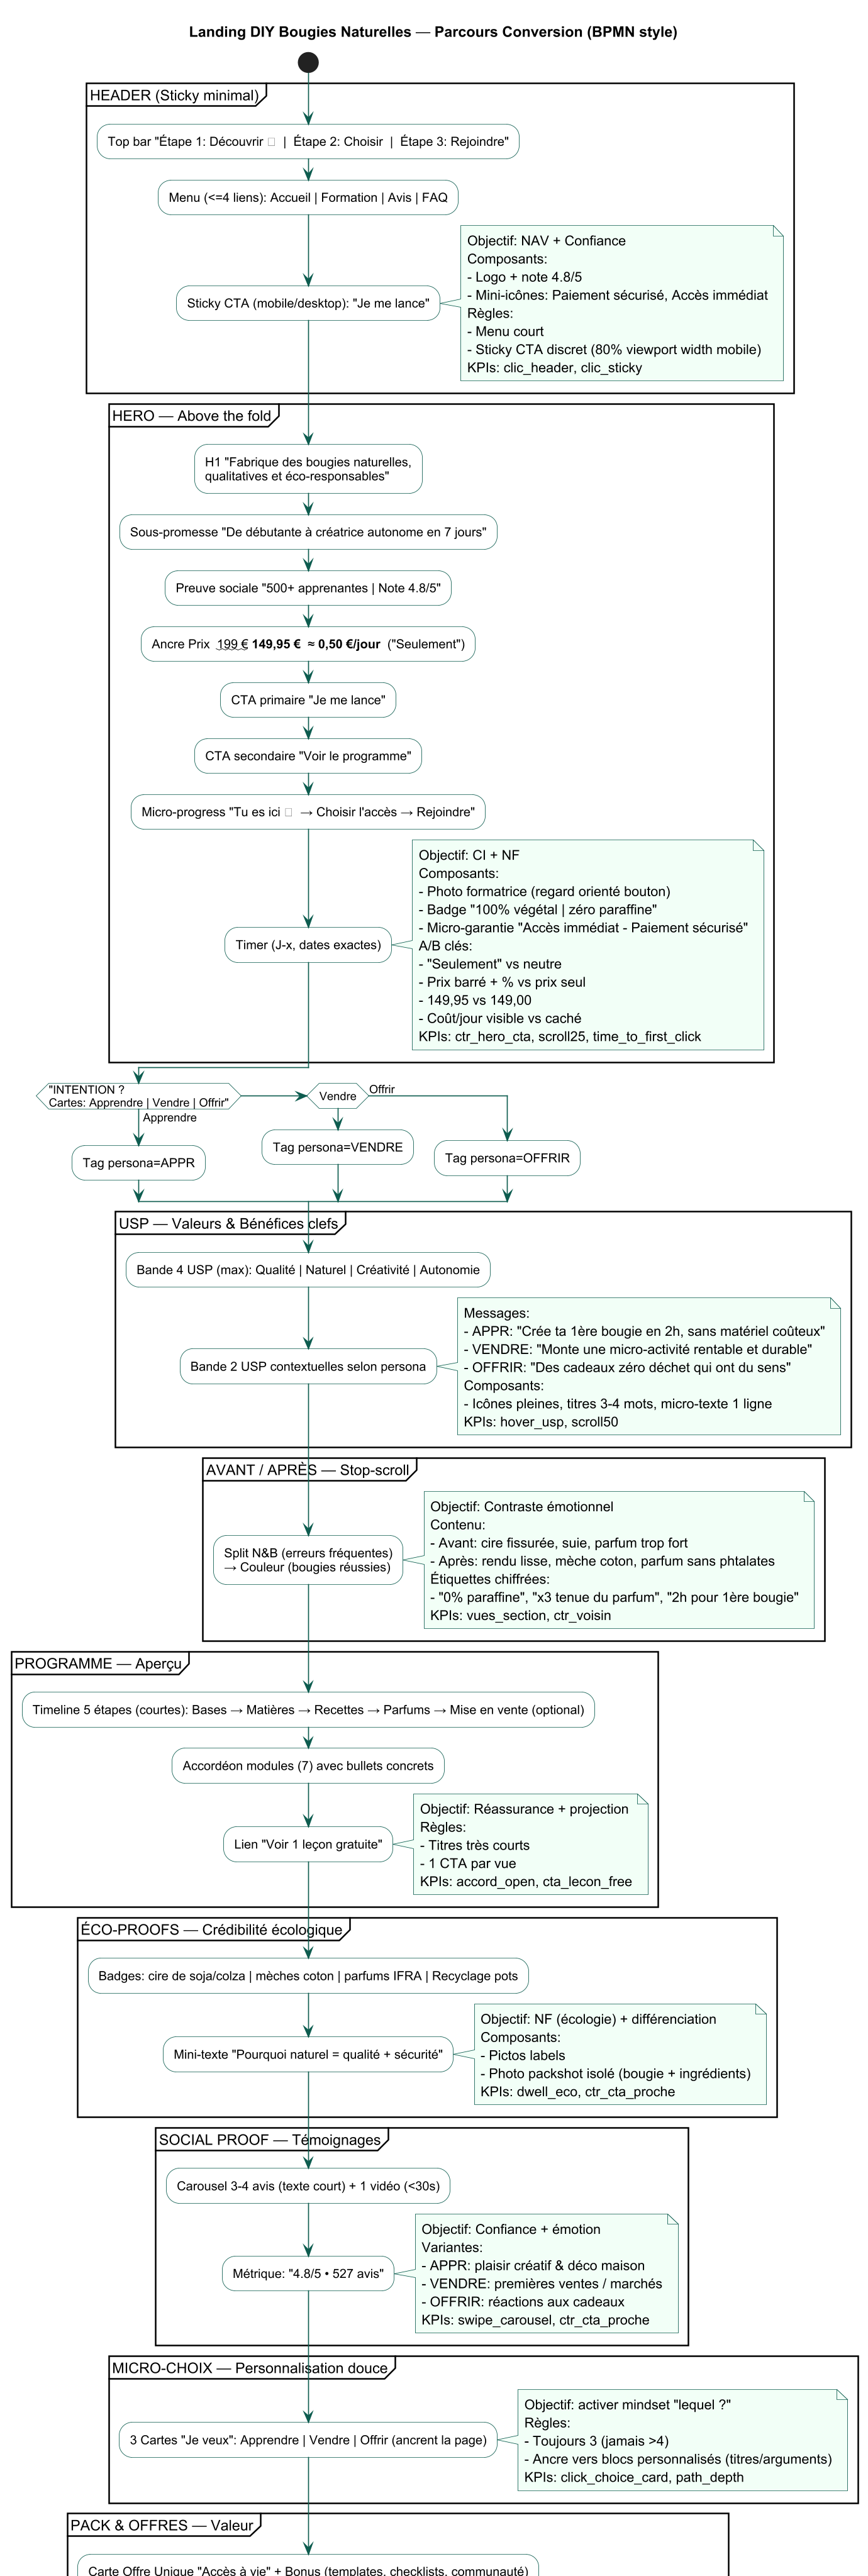 Landing DIY Bougies Naturelles — Parcours Conversion (BPMN style)
HEADER (Sticky minimal)
Top bar "Étape 1: Découvrir □ | Étape 2: Choisir | Étape 3: Rejoindre"
Menu (<=4 liens): Accueil | Formation | Avis | FAQ
Sticky CTA (mobile/desktop): "Je me lance"
Objectif: NAV + Confiance
Composants:
- Logo + note 4.8/5
- Mini-icônes: Paiement sécurisé, Accès immédiat
Règles:
- Menu court
- Sticky CTA discret (80% viewport width mobile)
KPIs: clic_header, clic_sticky
HERO — Above the fold
H1 "Fabrique des bougies naturelles,
qualitatives et éco-responsables"
Sous-promesse "De débutante à créatrice autonome en 7 jours"
Preuve sociale "500+ apprenantes | Note 4.8/5"
Ancre Prix 199 € 149,95 € ≈ 0,50 €/jour ("Seulement")
CTA primaire "Je me lance"
CTA secondaire "Voir le programme"
Micro-progress "Tu es ici □ → Choisir l'accès → Rejoindre"
Timer (J-x, dates exactes)
Objectif: CI + NF
Composants:
- Photo formatrice (regard orienté bouton)
- Badge "100% végétal | zéro paraffine"
- Micro-garantie "Accès immédiat - Paiement sécurisé"
A/B clés:
- "Seulement" vs neutre
- Prix barré + % vs prix seul
- 149,95 vs 149,00
- Coût/jour visible vs caché
KPIs: ctr_hero_cta, scroll25, time_to_first_click
"INTENTION ?
Cartes: Apprendre | Vendre | Offrir"
Apprendre
Vendre
Offrir
Tag persona=APPR
Tag persona=VENDRE
Tag persona=OFFRIR
USP — Valeurs & Bénéfices clefs
Bande 4 USP (max): Qualité | Naturel | Créativité | Autonomie
Bande 2 USP contextuelles selon persona
Messages:
- APPR: "Crée ta 1ère bougie en 2h, sans matériel coûteux"
- VENDRE: "Monte une micro-activité rentable et durable"
- OFFRIR: "Des cadeaux zéro déchet qui ont du sens"
Composants:
- Icônes pleines, titres 3-4 mots, micro-texte 1 ligne
KPIs: hover_usp, scroll50
AVANT / APRÈS — Stop-scroll
Split N&B (erreurs fréquentes)
→ Couleur (bougies réussies)
Objectif: Contraste émotionnel
Contenu:
- Avant: cire fissurée, suie, parfum trop fort
- Après: rendu lisse, mèche coton, parfum sans phtalates
Étiquettes chiffrées:
- "0% paraffine", "x3 tenue du parfum", "2h pour 1ère bougie"
KPIs: vues_section, ctr_voisin
PROGRAMME — Aperçu
Timeline 5 étapes (courtes): Bases → Matières → Recettes → Parfums → Mise en vente (optional)
Accordéon modules (7) avec bullets concrets
Lien "Voir 1 leçon gratuite"
Objectif: Réassurance + projection
Règles:
- Titres très courts
- 1 CTA par vue
KPIs: accord_open, cta_lecon_free
ÉCO-PROOFS — Crédibilité écologique
Badges: cire de soja/colza | mèches coton | parfums IFRA | Recyclage pots
Mini-texte "Pourquoi naturel = qualité + sécurité"
Objectif: NF (écologie) + différenciation
Composants:
- Pictos labels
- Photo packshot isolé (bougie + ingrédients)
KPIs: dwell_eco, ctr_cta_proche
SOCIAL PROOF — Témoignages
Carousel 3-4 avis (texte court) + 1 vidéo (<30s)
Métrique: "4.8/5 • 527 avis"
Objectif: Confiance + émotion
Variantes:
- APPR: plaisir créatif & déco maison
- VENDRE: premières ventes / marchés
- OFFRIR: réactions aux cadeaux
KPIs: swipe_carousel, ctr_cta_proche
MICRO-CHOIX — Personnalisation douce
3 Cartes "Je veux": Apprendre | Vendre | Offrir (ancrent la page)
Objectif: activer mindset "lequel ?"
Règles:
- Toujours 3 (jamais >4)
- Ancre vers blocs personnalisés (titres/arguments)
KPIs: click_choice_card, path_depth
PACK & OFFRES — Valeur
Carte Offre Unique "Accès à vie" + Bonus (templates, checklists, communauté)